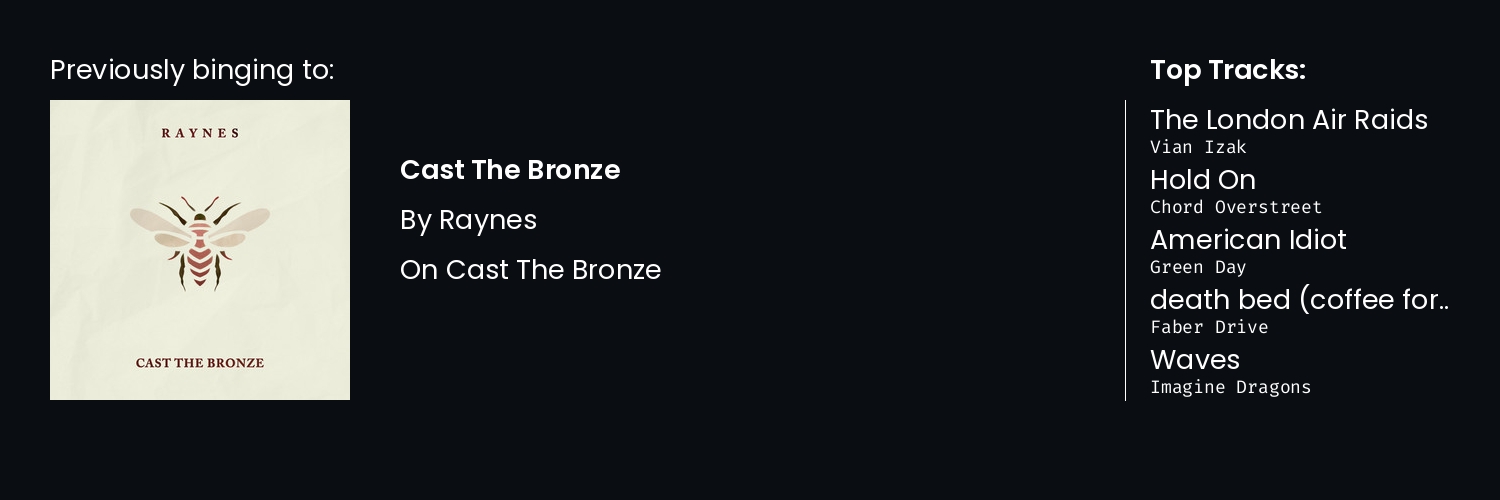 Previously binging to:
RAYNES
CAST THE BRONZE
Cast The Bronze
By Raynes
On Cast The Bronze
Top Tracks:
The London Air Raids
Vian Izak
Hold On
Chord Overstreet
American Idiot
Green Day
death bed (coffee for..
Faber Drive
Waves
Imagine Dragons